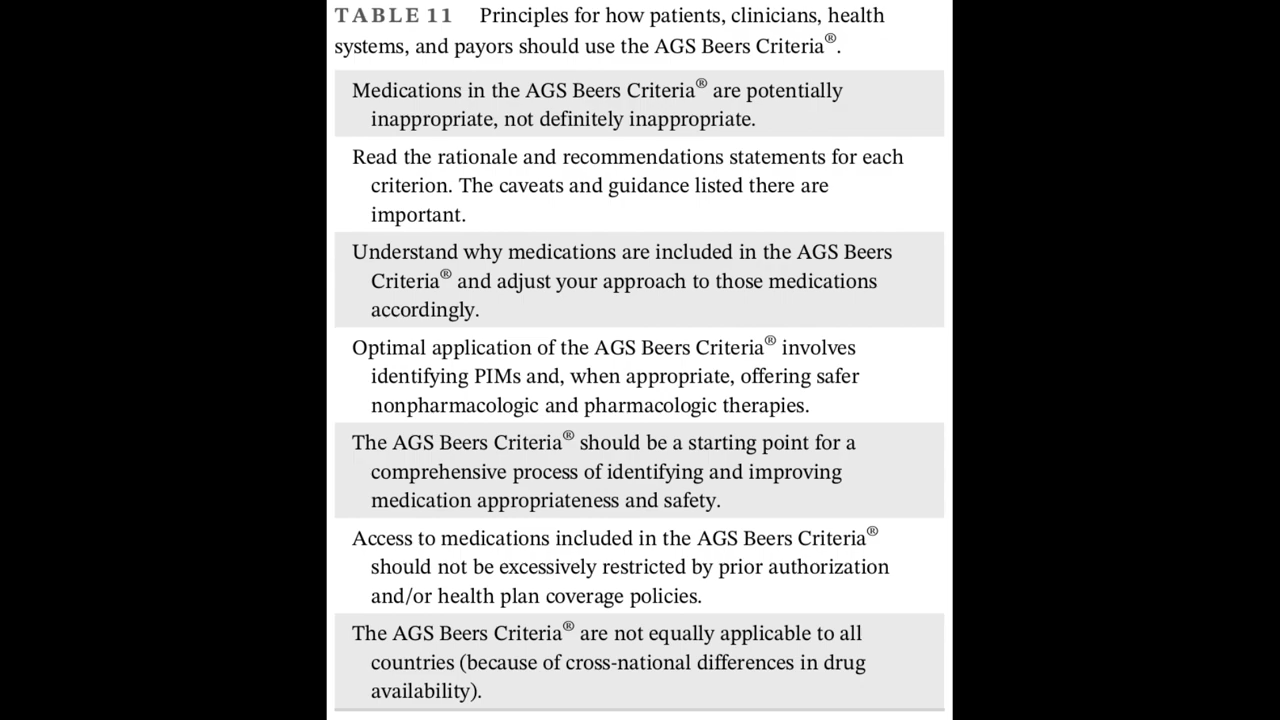 TABLE 11 Principles for how patients, clinicians, health
systems, and payors should use the AGS Beers Criteria®.
Medications in the AGS Beers Criteria® are potentially
inappropriate, not definitely inappropriate.
Read the rationale and recommendations statements for each
criterion. The caveats and guidance listed there are
important.
Understand why medications are included in the AGS Beers
Criteria® and adjust your approach to those medications
accordingly.
Optimal application of the AGS Beers Criteria® involves
identifying PIMs and, when appropriate, offering safer
nonpharmacologic and pharmacologic therapies.
The AGS Beers Criteria® should be a starting point for a
comprehensive process of identifying and improving
medication appropriateness and safety.
Access to medications included in the AGS Beers Criteria®
should not be excessively restricted by prior authorization
and/or health plan coverage policies.
The AGS Beers Criteria® are not equally applicable to all
countries (because of cross-national differences in drug
availability).